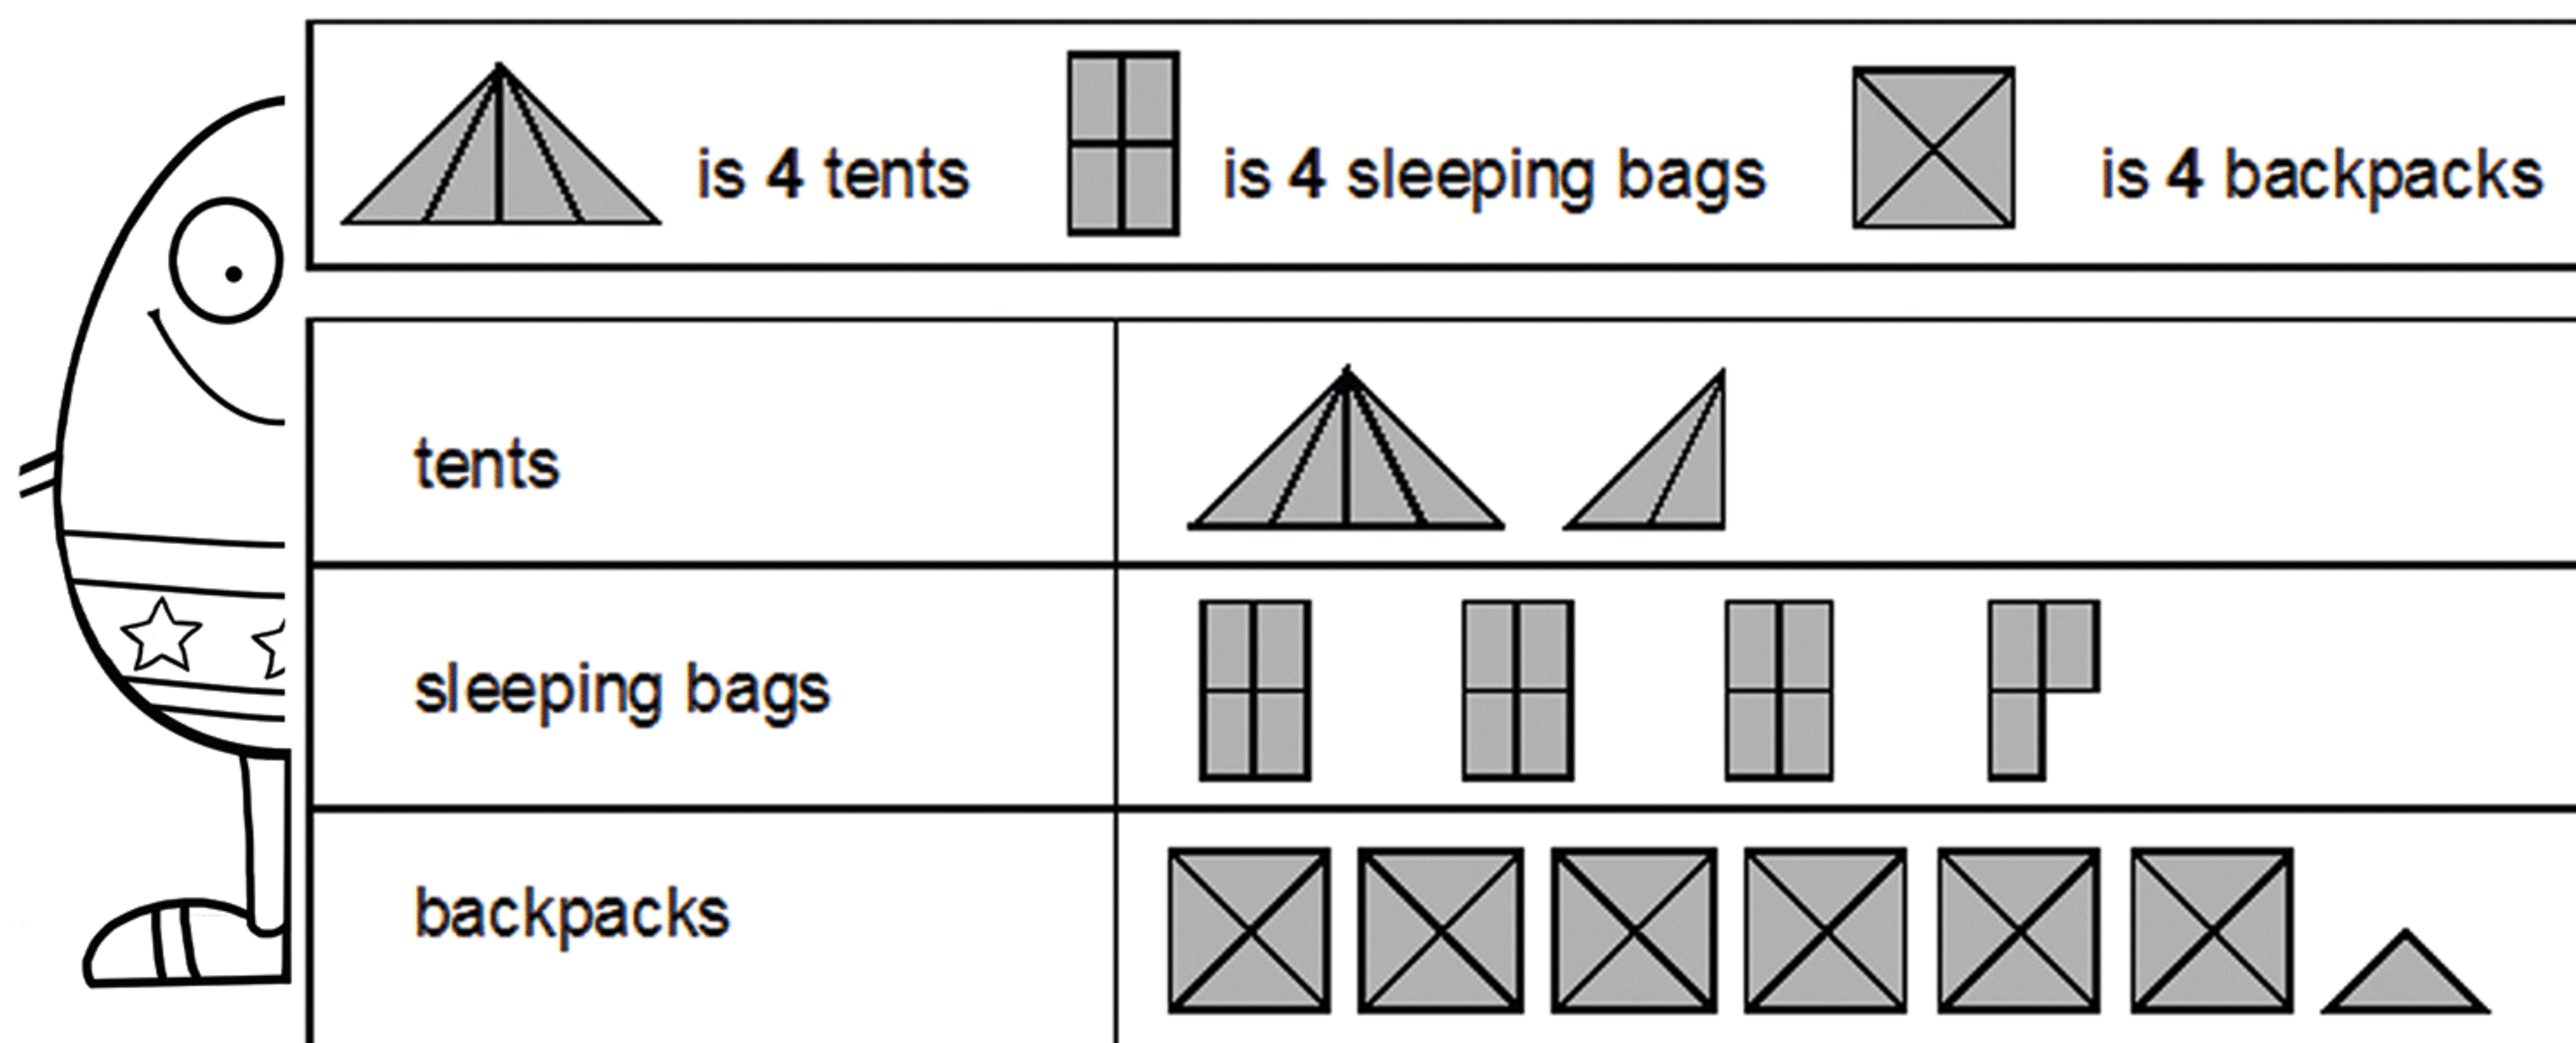 is 4 tents is 4 sleeping bags is 4 backpacks
tents
sleeping bags
backpacks